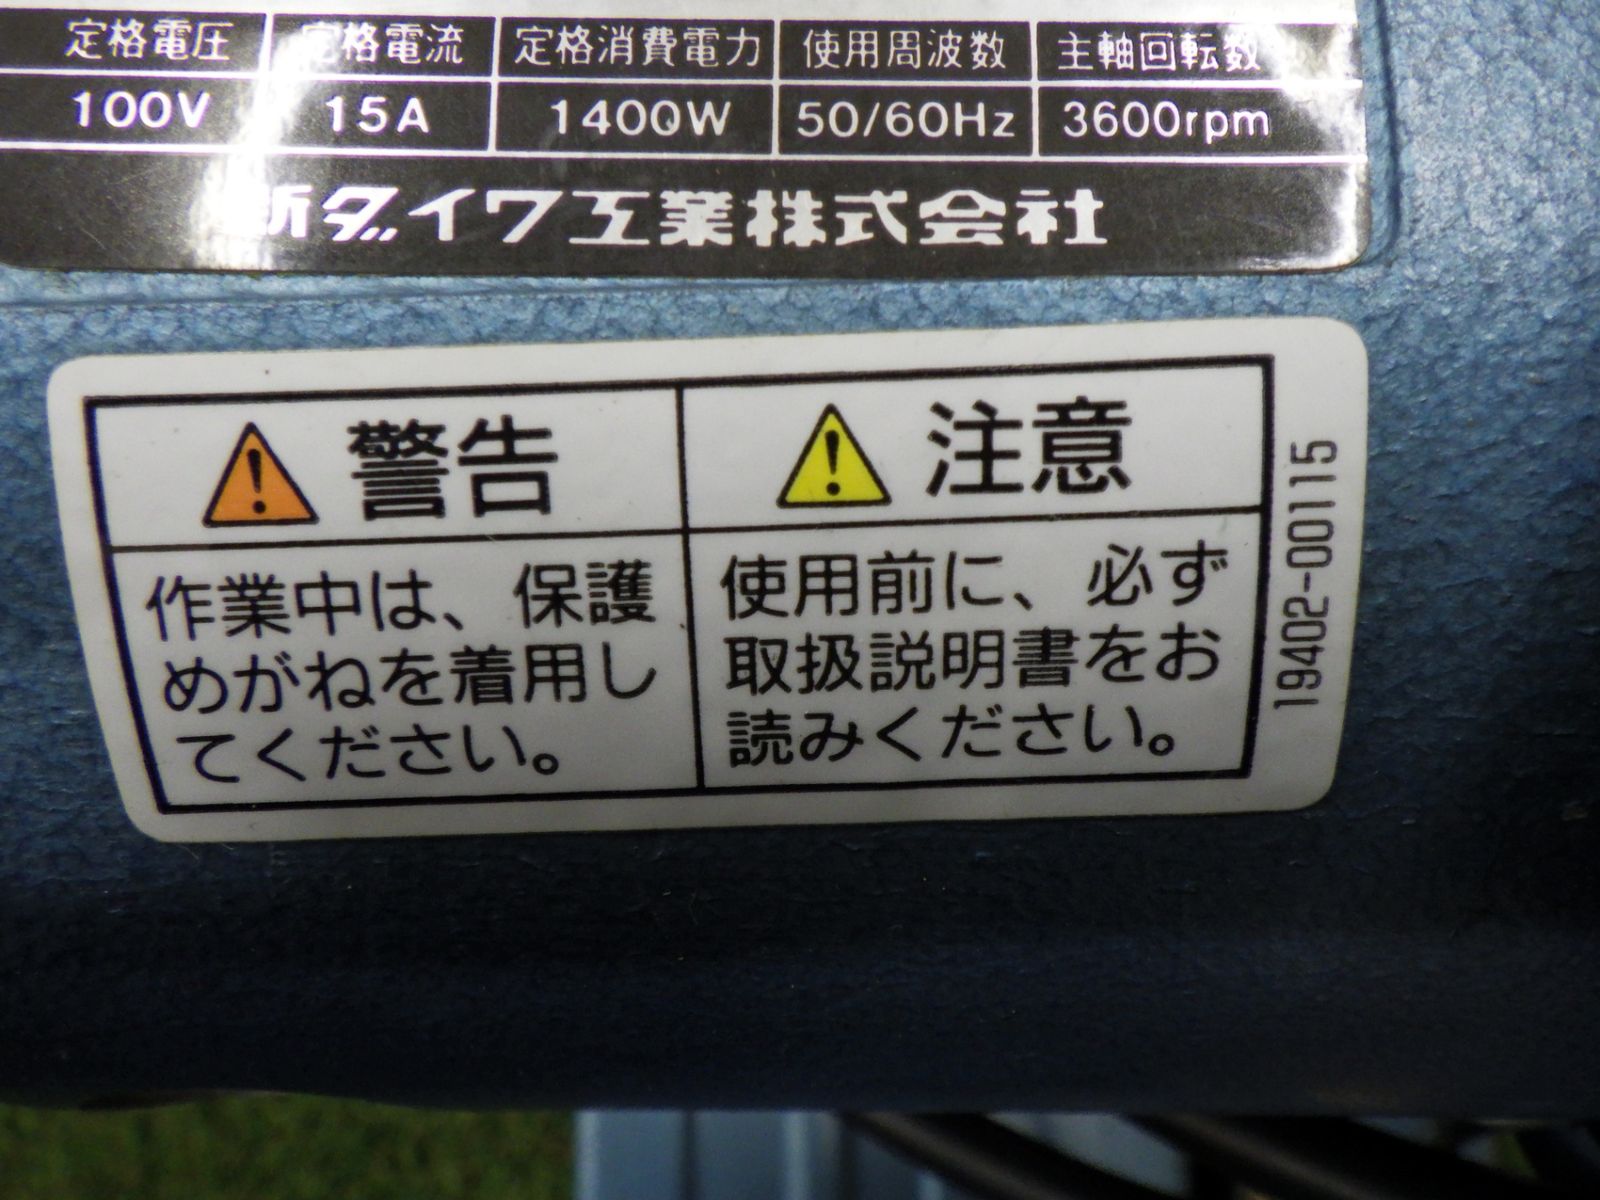 定格電圧 定格電流 定格消費電力 使用周波数 主軸回転数
100V 15A 1400W 50/60Hz 3600rpm
新ダイワ工業株式会社
警告
作業中は、保護
めがねを着用し
てください。
注意
使用前に、必ず
取扱説明書をお
読みください。
19402-00115